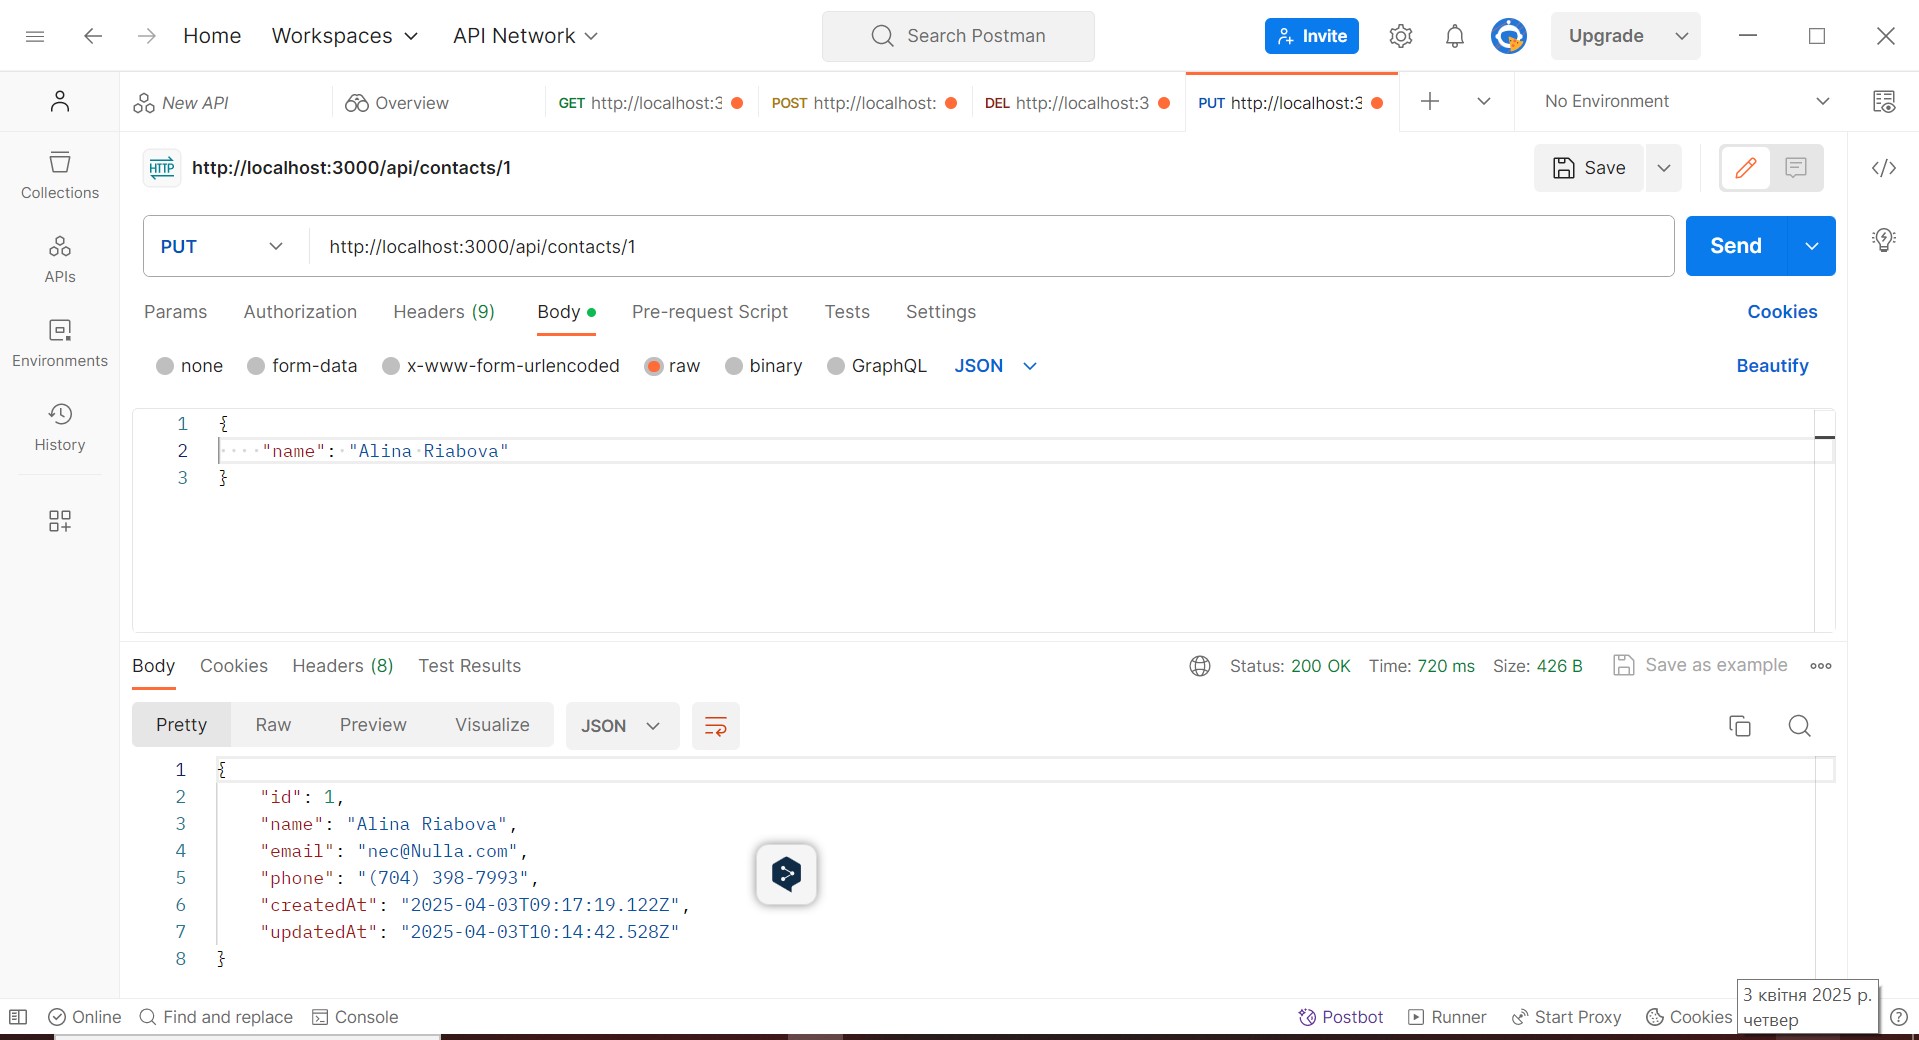 Home Workspaces API Network Search Postman Invite Upgrade
New API Overview GET http://localhost:3 POST http://localhost: DEL http://localhost:3 PUT http://localhost:3 No Environment
HTTP http://localhost:3000/api/contacts/1 Save
Collections
APIs
Environments
History
PUT http://localhost:3000/api/contacts/1 Send
Params Authorization Headers (9) Body Pre-request Script Tests Settings Cookies
none form-data x-www-form-urlencoded raw binary GraphQL JSON Beautify
1 {
2 "name": "Alina Riabova"
3 }
Body Cookies Headers (8) Test Results Status: 200 OK Time: 720 ms Size: 426 B Save as example
Pretty Raw Preview Visualize JSON
1 {
2 "id": 1,
3 "name": "Alina Riabova",
4 "email": "nec@Nulla.com",
5 "phone": "(704) 398-7993",
6 "createdAt": "2025-04-03T09:17:19.122Z",
7 "updatedAt": "2025-04-03T10:14:42.528Z"
8 }
Online Find and replace Console Postbot Runner Start Proxy Cookies
3 квітня 2025 р.
четвер